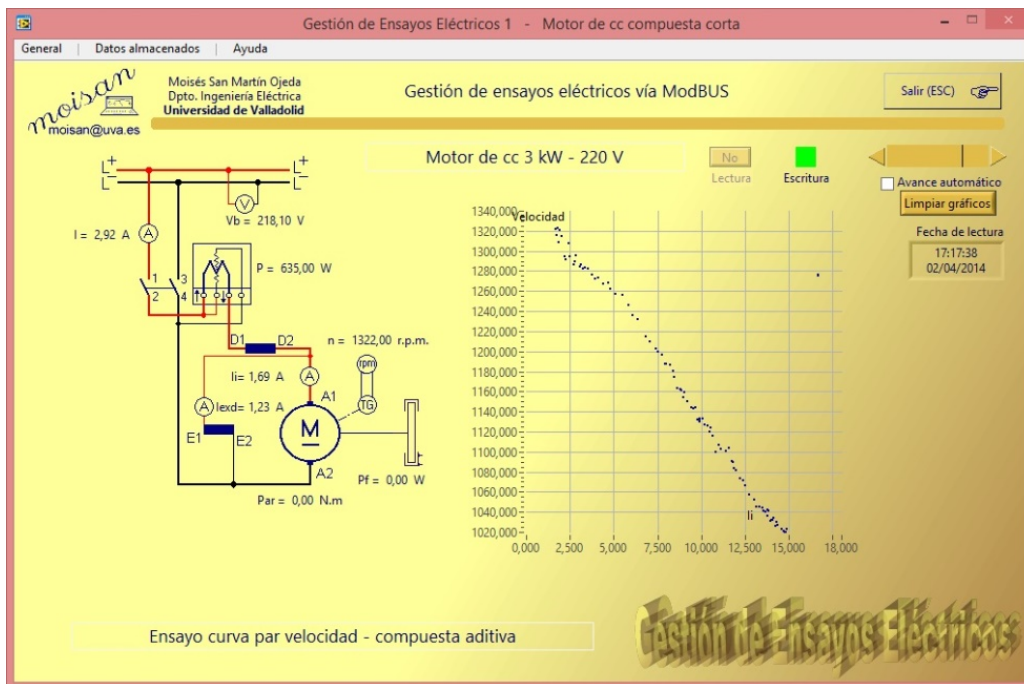 Gestión de Ensayos Eléctricos 1 - Motor de cc compuesta corta
General | Datos almacenados | Ayuda
moisan
moisan@uva.es
Moisés San Martín Ojeda
Dpto. Ingeniería Eléctrica
Universidad de Valladolid
Gestión de ensayos eléctricos vía ModBUS
Salir (ESC)
Motor de cc 3 kW - 220 V
No
Lectura
Escritura
Avance automático
Limpiar gráficos
Fecha de lectura
17:17:38
02/04/2014
L+
L-
L+
L-
V
Vb = 218,10 V
I = 2,92 A
A
P = 635,00 W
1 3
2 4
D1 D2
n = 1322,00 r.p.m.
rpm
Ii= 1,69 A
A
A1
TG
A
Iexd= 1,23 A
E1 E2
M
A2
Pf = 0,00 W
Par = 0,00 N.m
Velocidad
1340,000
1320,000
1300,000
1280,000
1260,000
1240,000
1220,000
1200,000
1180,000
1160,000
1140,000
1120,000
1100,000
1080,000
1060,000
1040,000
1020,000
Ii
0,000 2,500 5,000 7,500 10,000 12,500 15,000 18,000
Ensayo curva par velocidad - compuesta aditiva
Gestión de Ensayos Eléctricos